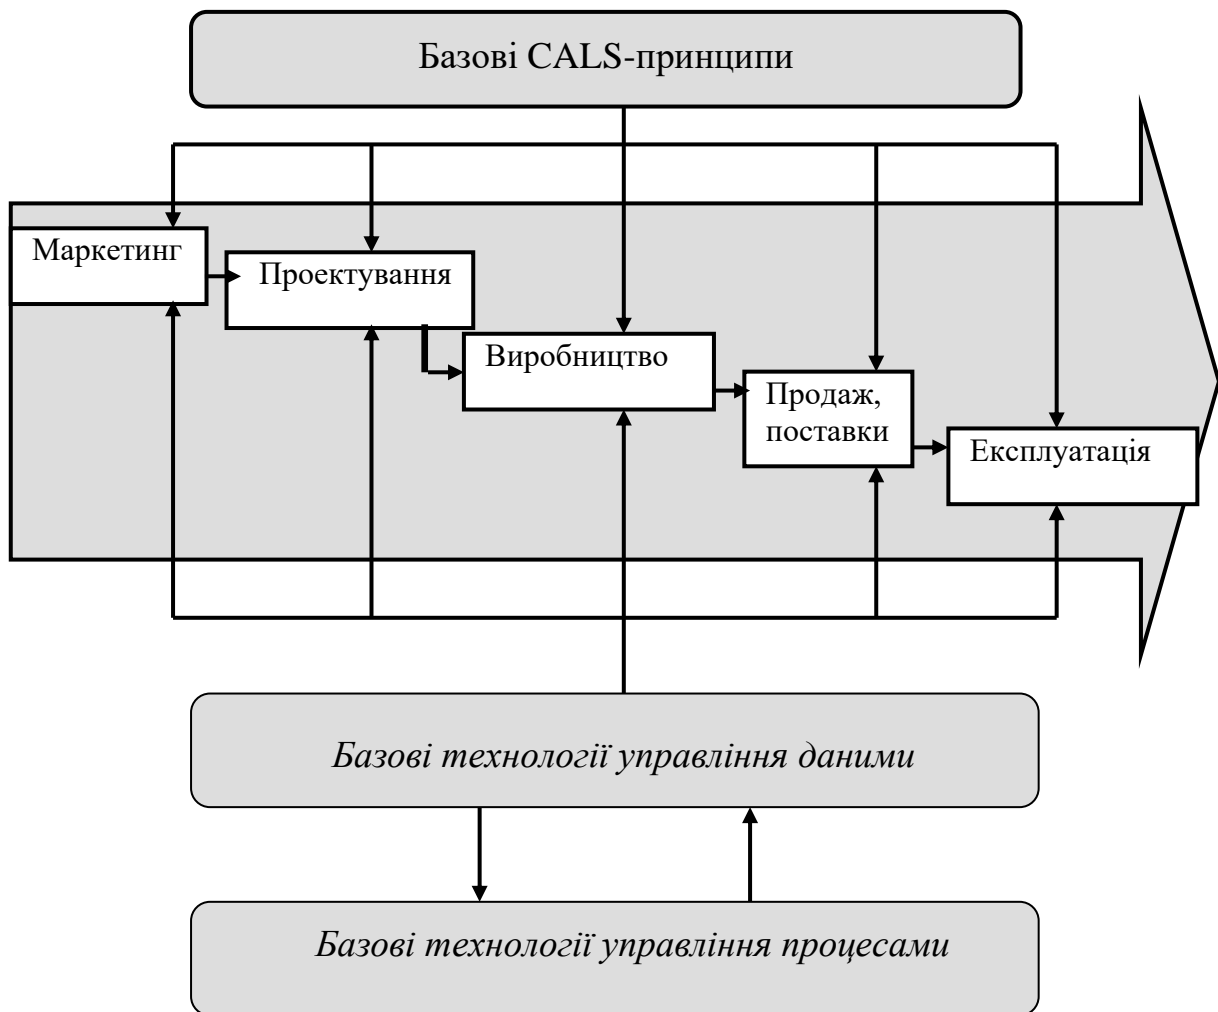 Базові CALS-принципи
Маркетинг
Проектування
Виробництво
Продаж,
поставки
Експлуатація
Базові технології управління даними
Базові технології управління процесами